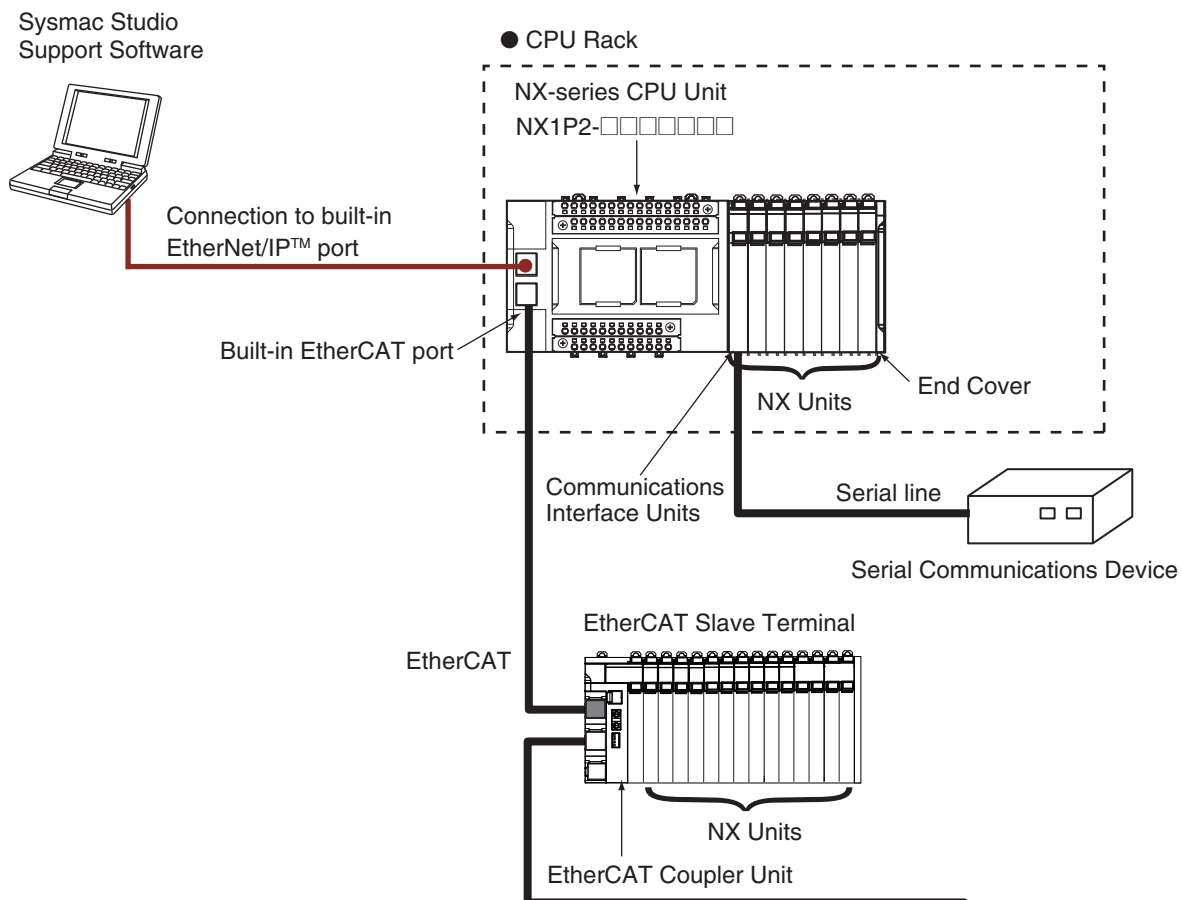 Sysmac Studio
Support Software
● CPU Rack
NX-series CPU Unit
NX1P2-□□□□□□□
Connection to built-in
EtherNet/IP™ port
Built-in EtherCAT port
NX Units
End Cover
Communications
Interface Units
Serial line
Serial Communications Device
EtherCAT Slave Terminal
EtherCAT
NX Units
EtherCAT Coupler Unit